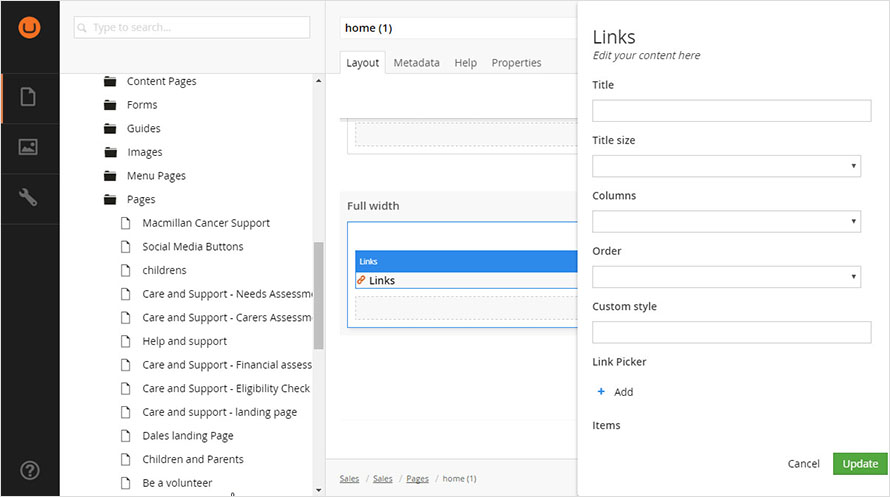 Type to search...
Content Pages
Forms
Guides
Images
Menu Pages
Pages
Macmillan Cancer Support
Social Media Buttons
childrens
Care and Support - Needs Assessm
Care and Support - Carers Assessm
Help and support
Care and Support - Financial assess
Care and Support - Eligibility Check
Care and support - landing page
Dales landing Page
Children and Parents
Be a volunteer
home (1)
Layout Metadata Help Properties
Full width
Links
Links
Sales / Sales / Pages / home (1)
Links
Edit your content here
Title
Title size
Columns
Order
Custom style
Link Picker
+ Add
Items
Cancel Update